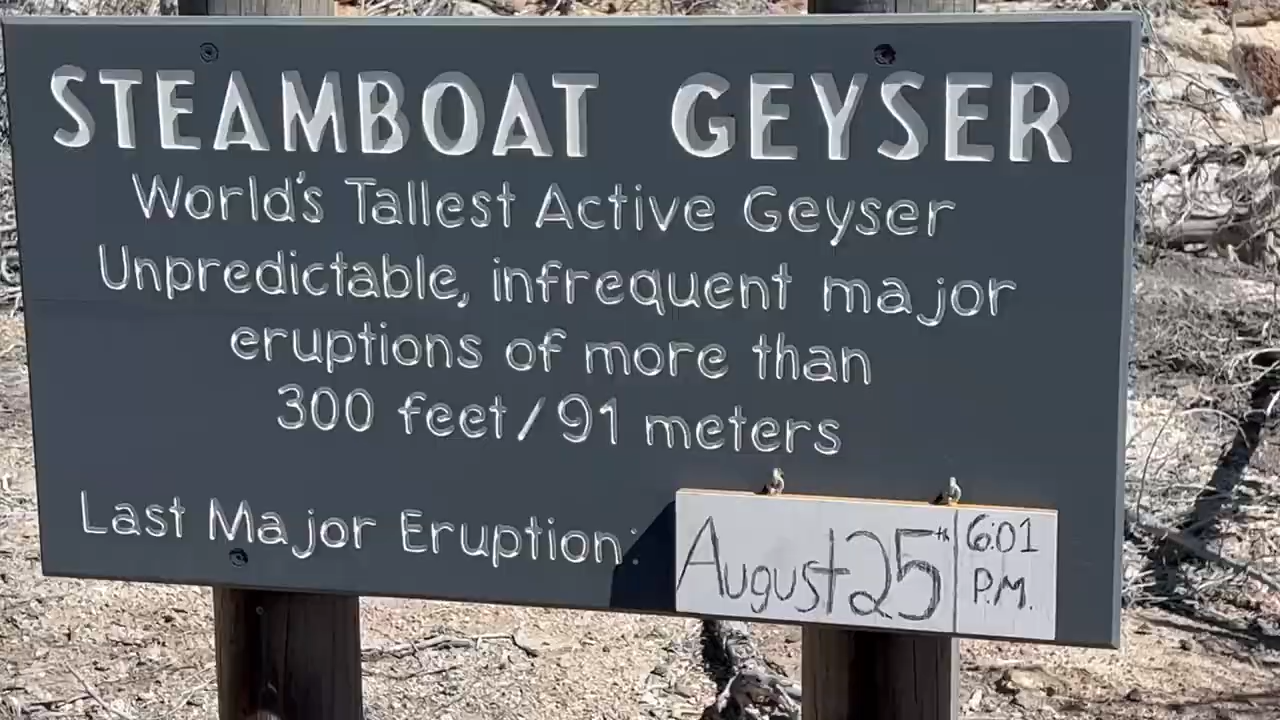 STEAMBOAT GEYSER
World's Tallest Active Geyser
Unpredictable, infrequent major
eruptions of more than
300 feet/91 meters
Last Major Eruption: August 25th 6:01
P.M.